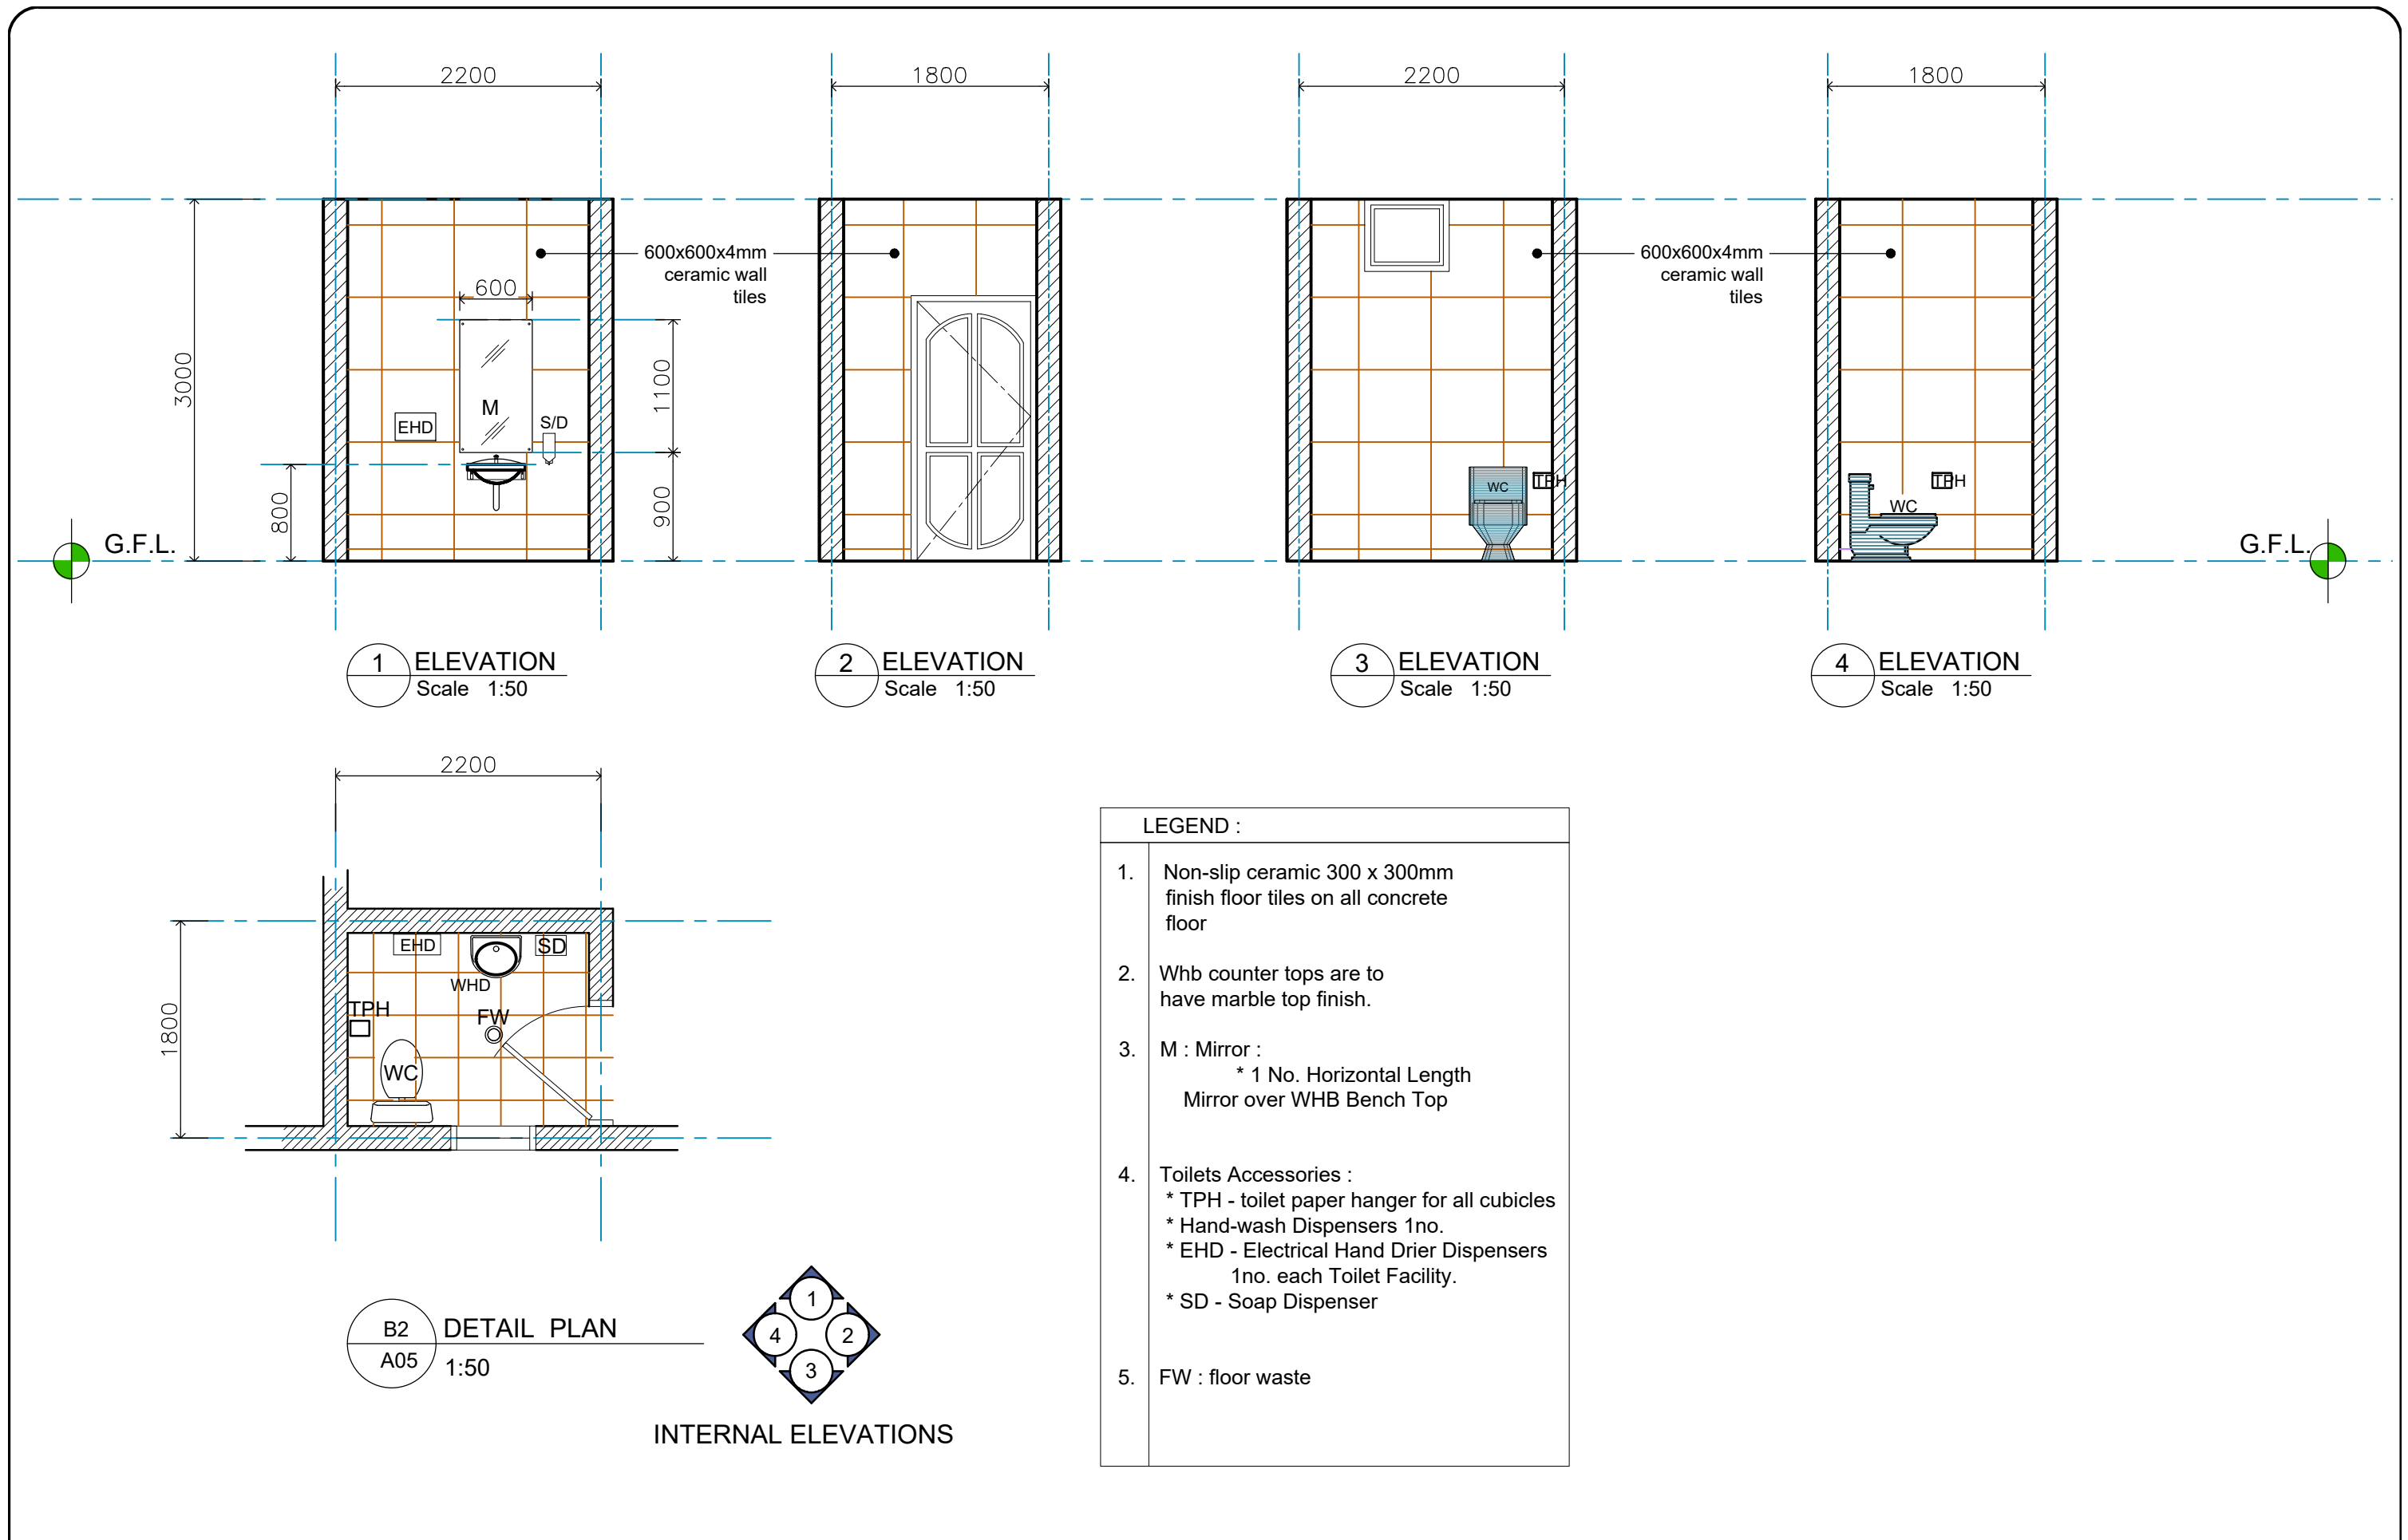 2200
1800
2200
1800
600x600x4mm
ceramic wall
tiles
600x600x4mm
ceramic wall
tiles
600
3000
1100
M
EHD
S/D
800
900
WC
TPH
TPH
WC
G.F.L.
G.F.L.
1 ELEVATION
Scale 1:50
2 ELEVATION
Scale 1:50
3 ELEVATION
Scale 1:50
4 ELEVATION
Scale 1:50
2200
1800
EHD
SD
WHD
TPH
FW
WC
B2
A05
DETAIL PLAN
1:50
1
4
2
3
INTERNAL ELEVATIONS
LEGEND :
1. Non-slip ceramic 300 x 300mm
finish floor tiles on all concrete
floor
2. Whb counter tops are to
have marble top finish.
3. M : Mirror :
* 1 No. Horizontal Length
Mirror over WHB Bench Top
4. Toilets Accessories :
* TPH - toilet paper hanger for all cubicles
* Hand-wash Dispensers 1no.
* EHD - Electrical Hand Drier Dispensers
1no. each Toilet Facility.
* SD - Soap Dispenser
5. FW : floor waste